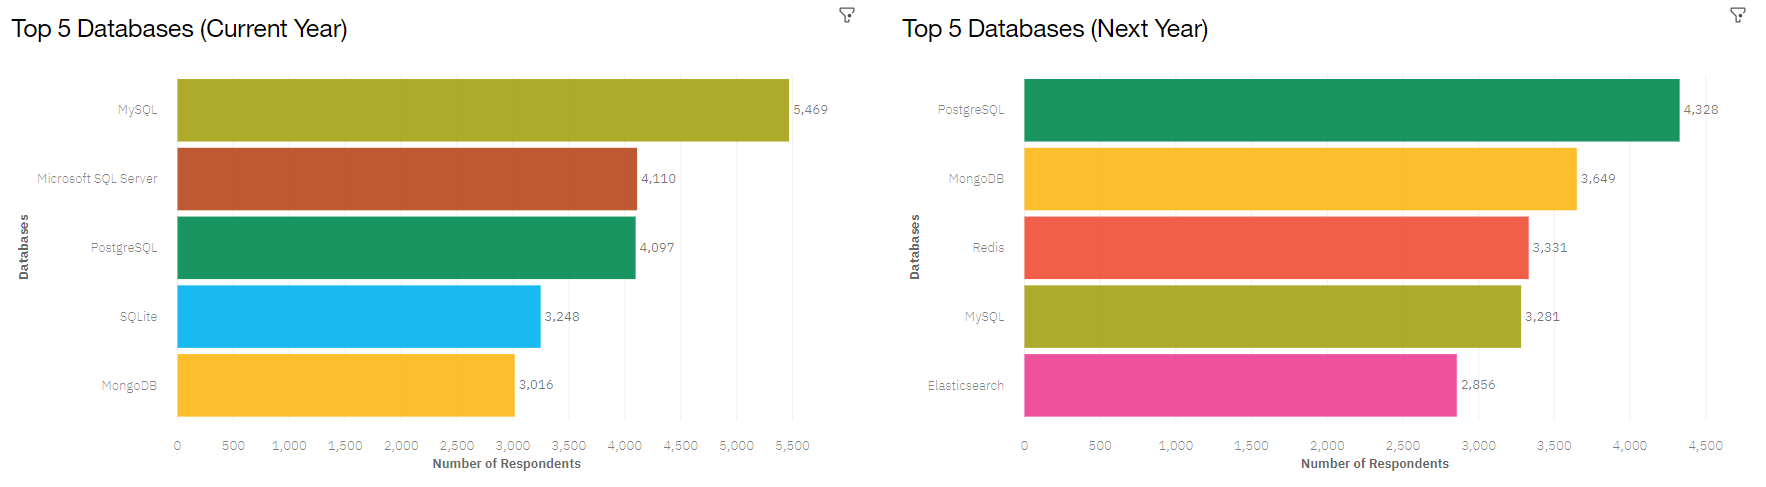 Top 5 Databases (Current Year)
MySQL
5,469
Microsoft SQL Server
4,110
PostgreSQL
4,097
SQLite
3,248
MongoDB
3,016
Databases
0 500 1,000 1,500 2,000 2,500 3,000 3,500 4,000 4,500 5,000 5,500
Number of Respondents
Top 5 Databases (Next Year)
PostgreSQL
4,328
MongoDB
3,649
Redis
3,331
MySQL
3,281
Elasticsearch
2,856
Databases
0 500 1,000 1,500 2,000 2,500 3,000 3,500 4,000 4,500
Number of Respondents